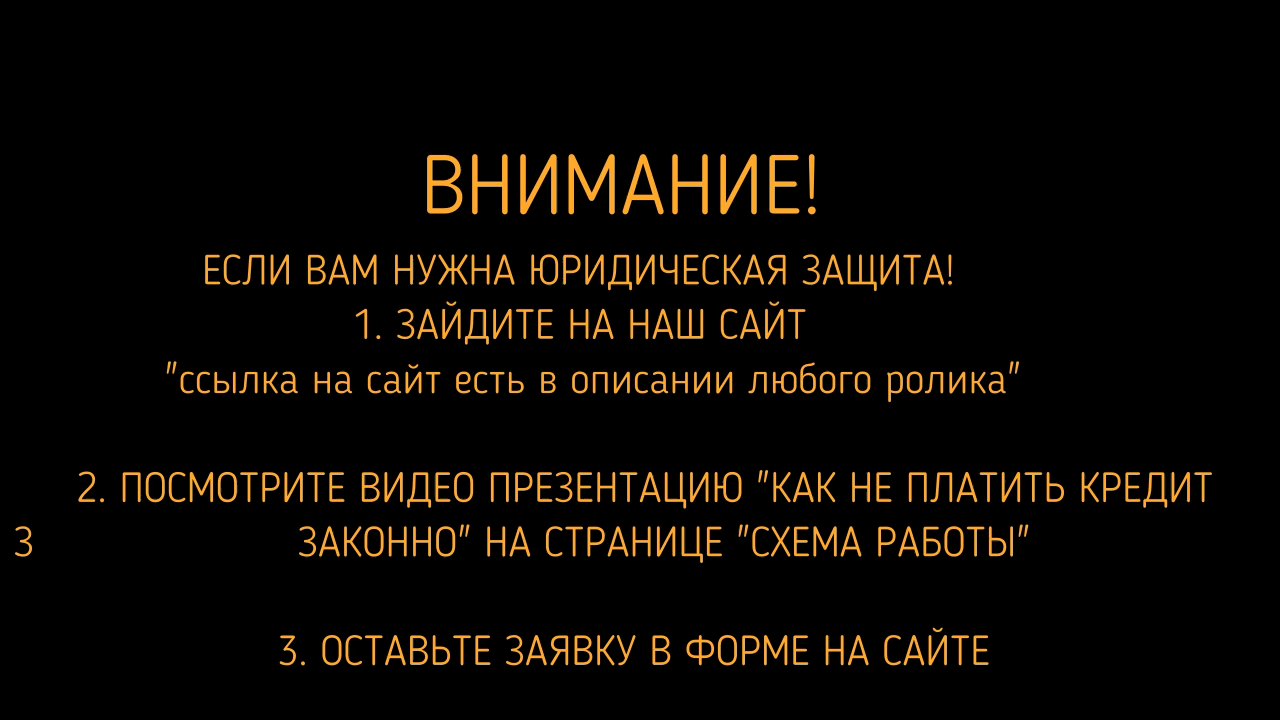 ВНИМАНИЕ!
ЕСЛИ ВАМ НУЖНА ЮРИДИЧЕСКАЯ ЗАЩИТА!
1. ЗАЙДИТЕ НА НАШ САЙТ
"ссылка на сайт есть в описании любого ролика"
2. ПОСМОТРИТЕ ВИДЕО ПРЕЗЕНТАЦИЮ "КАК НЕ ПЛАТИТЬ КРЕДИТ
З ЗАКОННО" НА СТРАНИЦЕ "СХЕМА РАБОТЫ"
3. ОСТАВЬТЕ ЗАЯВКУ В ФОРМЕ НА САЙТЕ